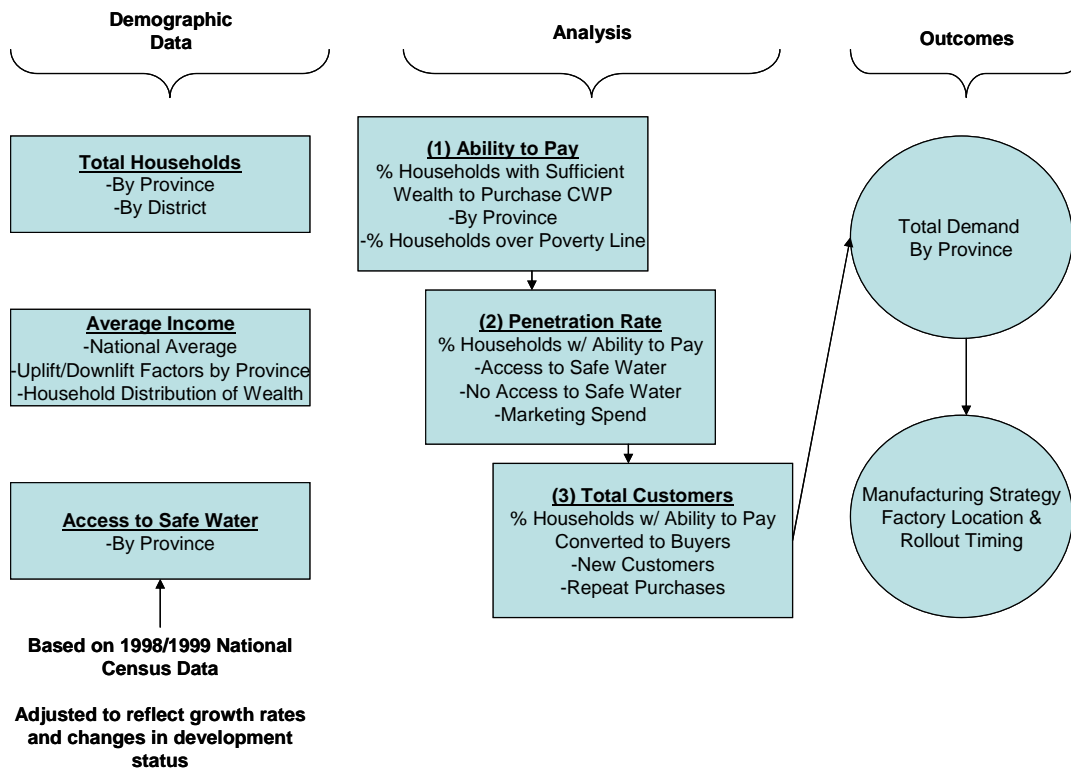 Demographic
Data
Total Households
-By Province
-By District
Average Income
-National Average
-Uplift/Downlift Factors by Province
-Household Distribution of Wealth
Access to Safe Water
-By Province
Based on 1998/1999 National
Census Data
Adjusted to reflect growth rates
and changes in development
status
Analysis
(1) Ability to Pay
% Households with Sufficient
Wealth to Purchase CWP
-By Province
-% Households over Poverty Line
(2) Penetration Rate
% Households w/ Ability to Pay
-Access to Safe Water
-No Access to Safe Water
-Marketing Spend
(3) Total Customers
% Households w/ Ability to Pay
Converted to Buyers
-New Customers
-Repeat Purchases
Outcomes
Total Demand
By Province
Manufacturing Strategy
Factory Location &
Rollout Timing